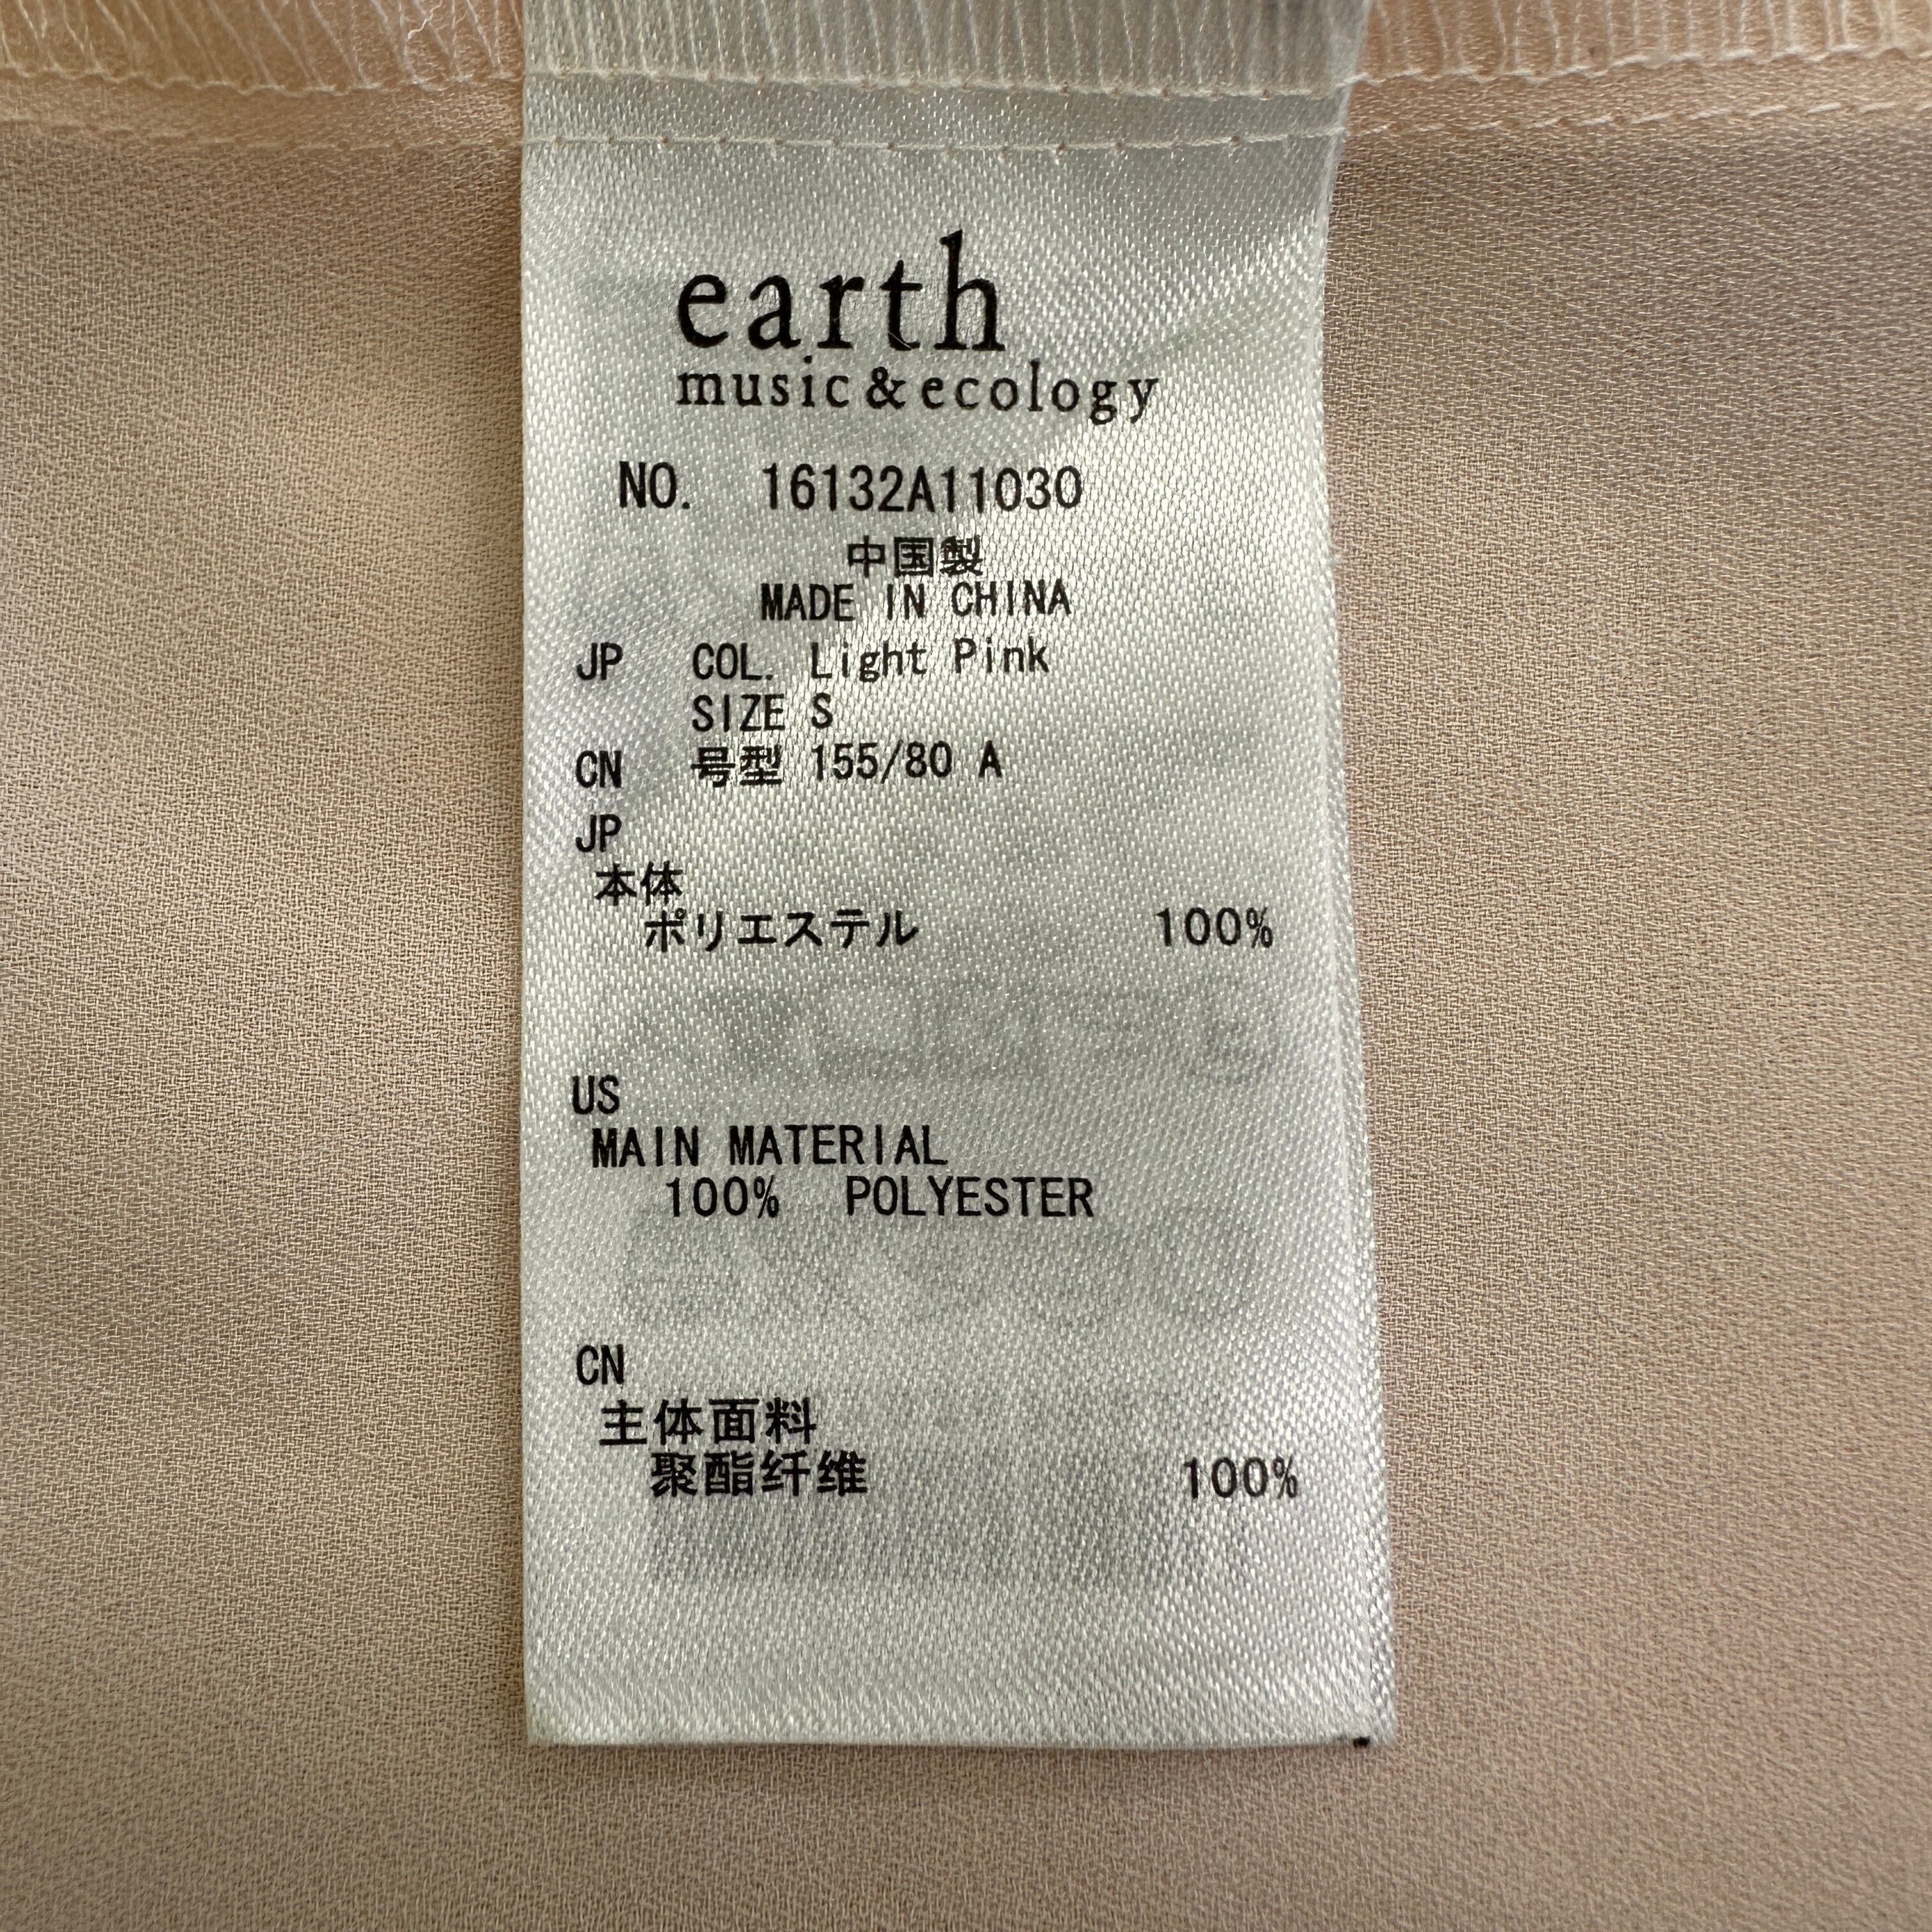 earth
music&ecology
NO. 16132A11030
中国製
MADE IN CHINA
JP COL. Light Pink
SIZE S
CN 号型 155/80 A
JP
本体
ポリエステル 100%
US
MAIN MATERIAL
100% POLYESTER
CN
主体面料
聚酯纤维 100%